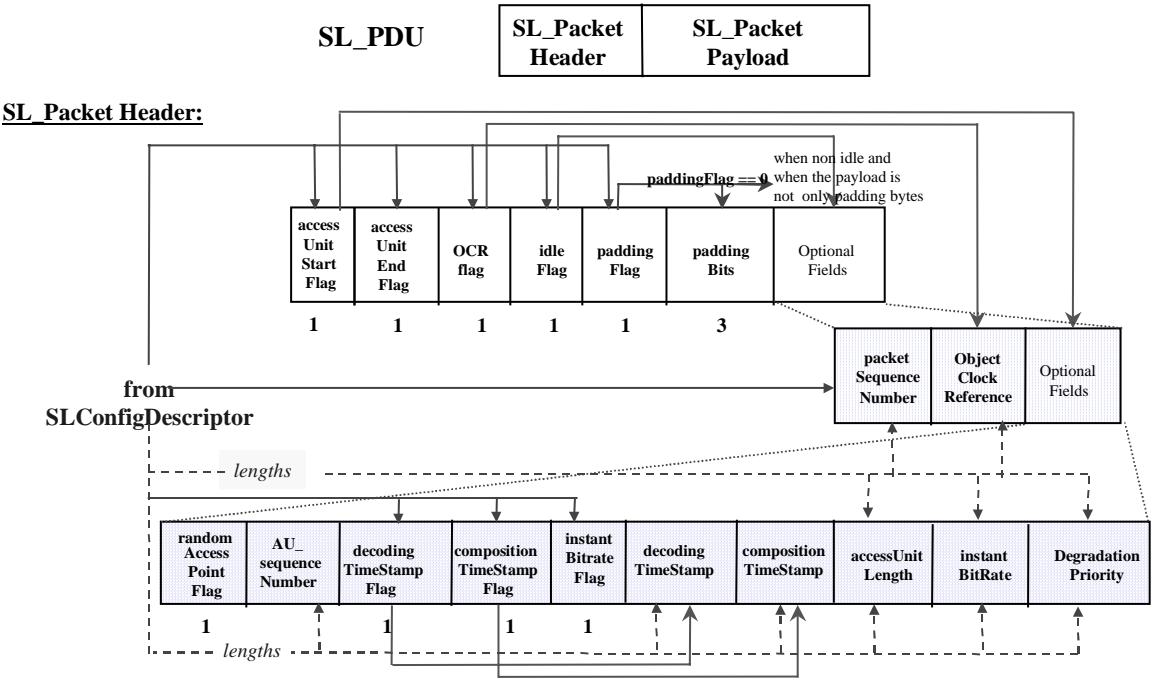 SL_PDU
SL_Packet
Header
SL_Packet
Payload
SL_Packet Header:
when non idle and
paddingFlag == 0
when the payload is
not only padding bytes
access
Unit
Start
Flag
access
Unit
End
Flag
OCR
flag
idle
Flag
padding
Flag
padding
Bits
Optional
Fields
1
1
1
1
1
3
packet
Sequence
Number
Object
Clock
Reference
Optional
Fields
from
SLConfigDescriptor
lengths
random
Access
Point
Flag
AU_
sequence
Number
decoding
TimeStamp
Flag
composition
TimeStamp
Flag
instant
Bitrate
Flag
decoding
TimeStamp
composition
TimeStamp
accessUnit
Length
instant
BitRate
Degradation
Priority
1
1
1
1
lengths